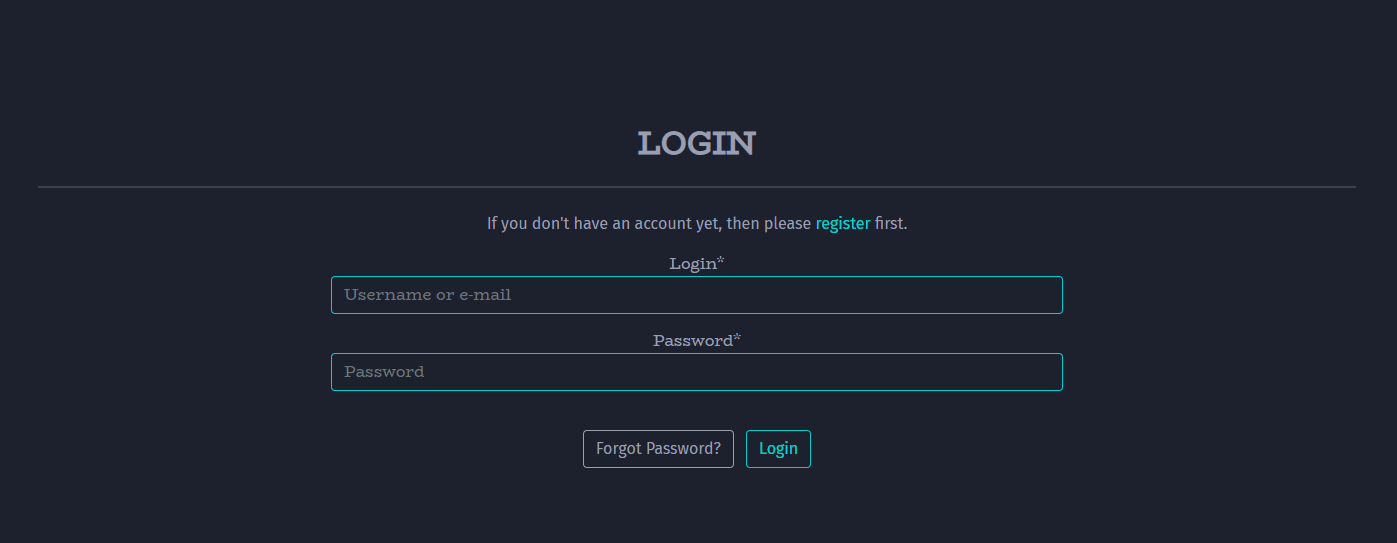 LOGIN
If you don't have an account yet, then please register first.
Login*
Username or e-mail
Password*
Password
Forgot Password? Login